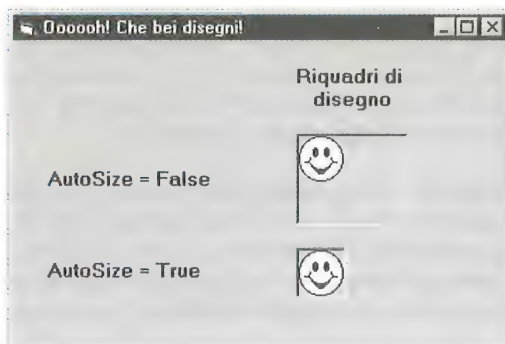 Oooooh! Che bei disegni!
Riquadri di
disegno
AutoSize = False
AutoSize = True